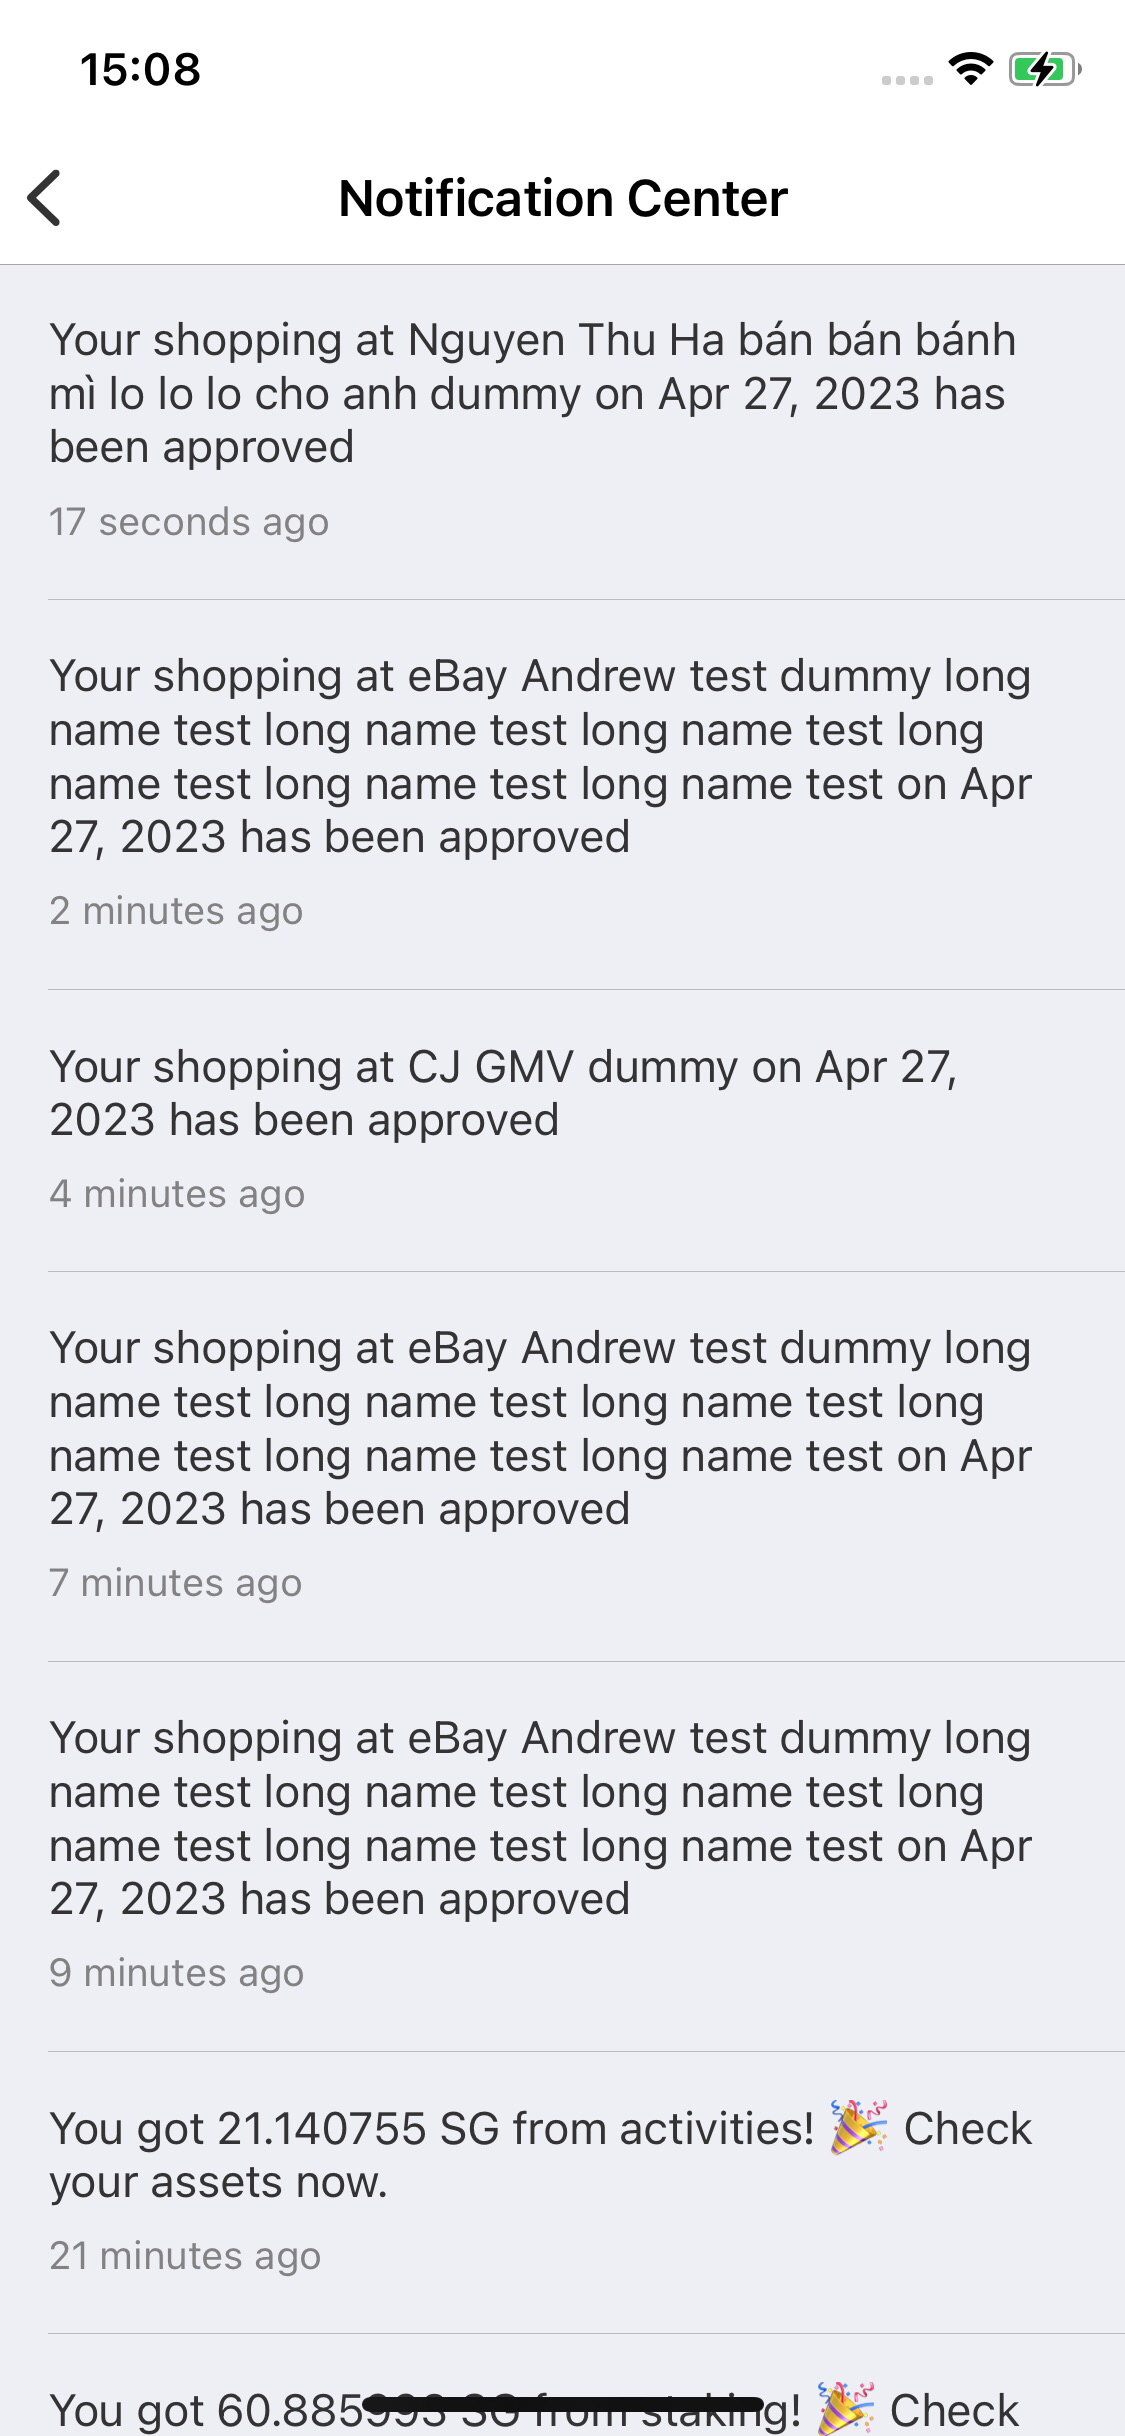 15:08
Notification Center
Your shopping at Nguyen Thu Ha bán bán bánh
mì lo lo lo cho anh dummy on Apr 27, 2023 has
been approved
17 seconds ago
Your shopping at eBay Andrew test dummy long
name test long name test long name test long
name test long name test long name test on Apr
27, 2023 has been approved
2 minutes ago
Your shopping at CJ GMV dummy on Apr 27,
2023 has been approved
4 minutes ago
Your shopping at eBay Andrew test dummy long
name test long name test long name test long
name test long name test long name test on Apr
27, 2023 has been approved
7 minutes ago
Your shopping at eBay Andrew test dummy long
name test long name test long name test long
name test long name test long name test on Apr
27, 2023 has been approved
9 minutes ago
You got 21.140755 SG from activities! 🎉 Check
your assets now.
21 minutes ago
You got 60.885993 SG from staking! 🎉 Check